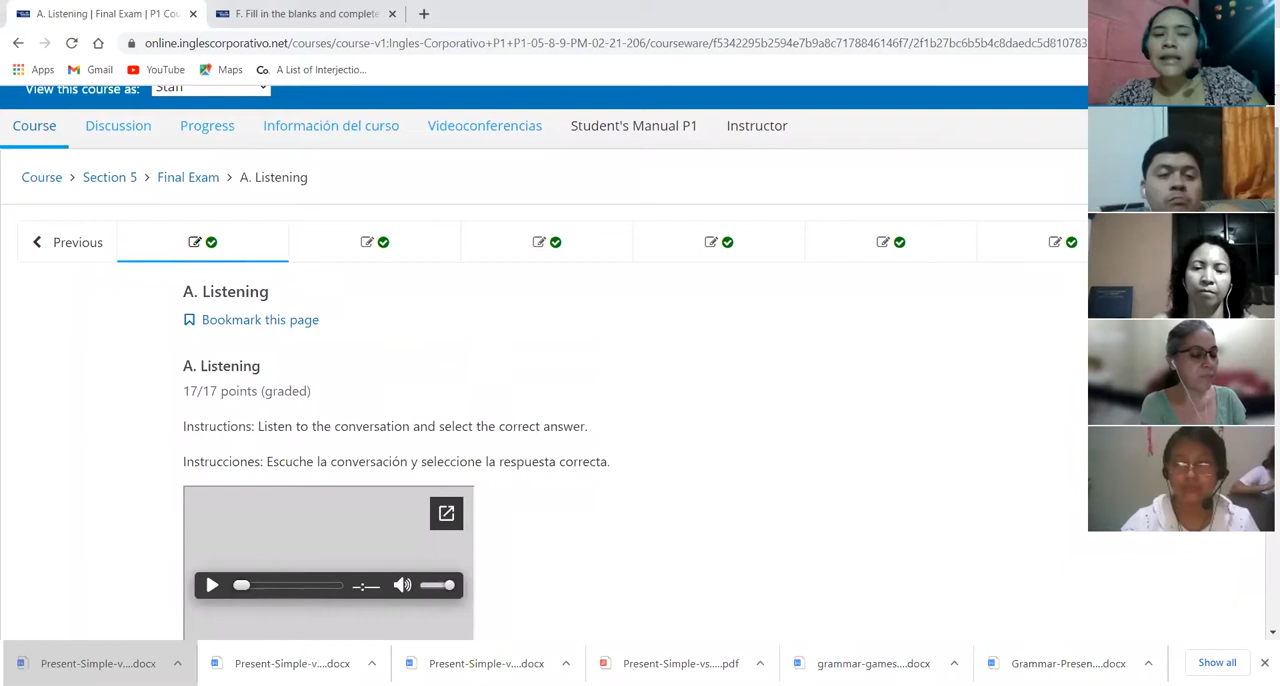 A. Listening | Final Exam | P1 Cou
F. Fill in the blanks and complete
online.inglescorporativo.net/courses/course-v1:Ingles-Corporativo+P1+P1-05-8-9-PM-02-21-206/courseware/f5342295b2594e7b9a8c7178846146f7/2f1b27bc6b5b4c8daedc5d810783
Apps Gmail YouTube Maps Co. A List of Interjectio...
View this course as: Staff
Course Discussion Progress Información del curso Videoconferencias Student's Manual P1 Instructor
Course > Section 5 > Final Exam > A. Listening
Previous
A. Listening
Bookmark this page
A. Listening
17/17 points (graded)
Instructions: Listen to the conversation and select the correct answer.
Instrucciones: Escuche la conversación y seleccione la respuesta correcta.
-:--
Present-Simple-v....docx Present-Simple-v....docx Present-Simple-v....docx Present-Simple-vs.....pdf grammar-games....docx Grammar-Presen....docx Show all